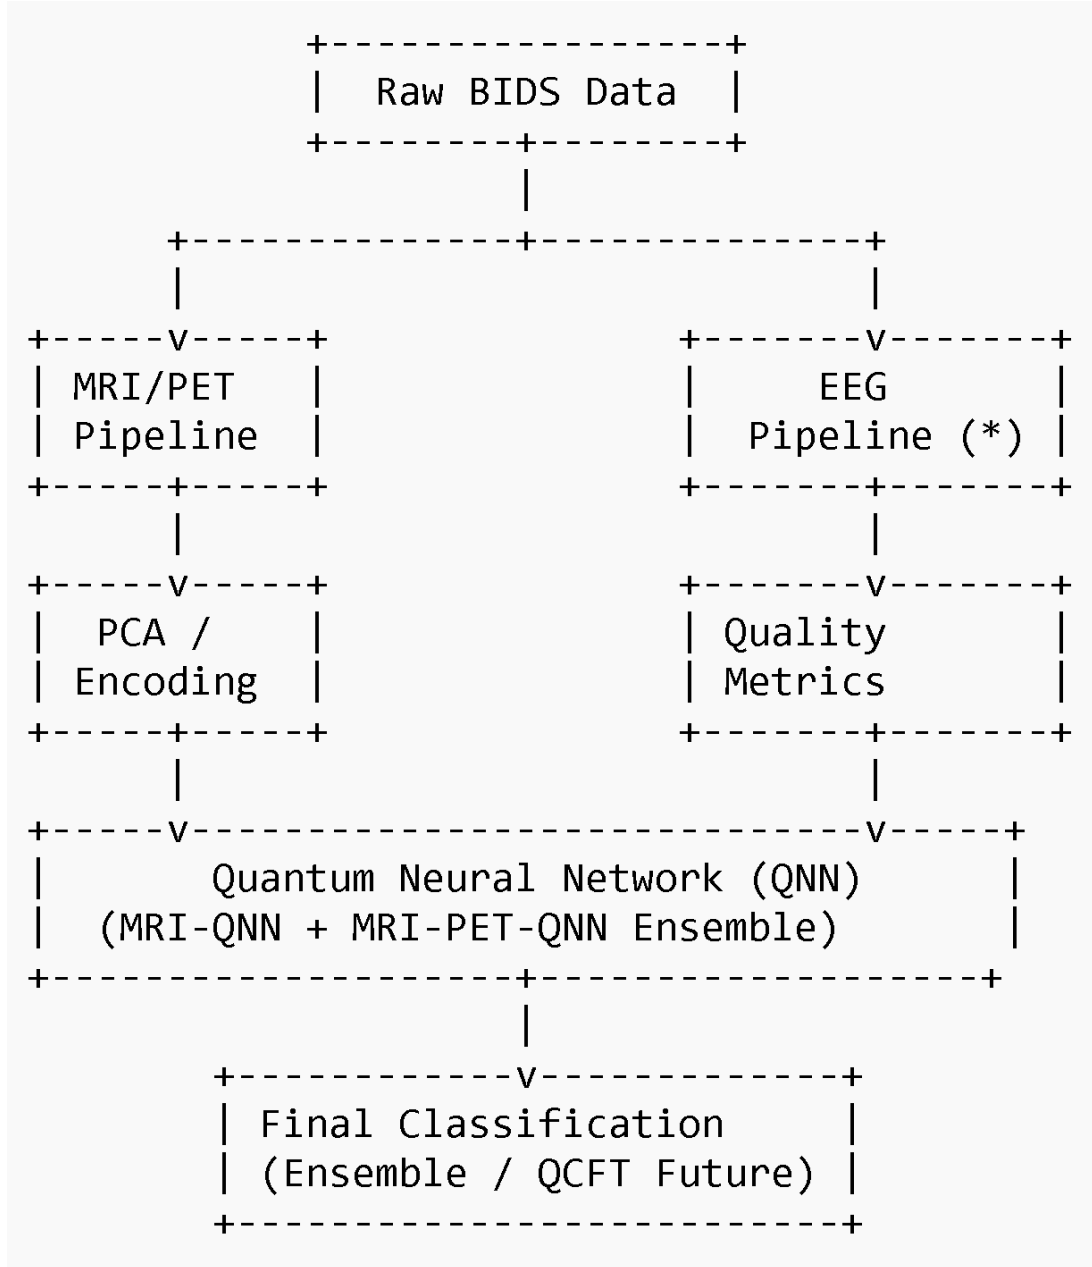 Raw BIDS Data
MRI/PET
Pipeline
EEG
Pipeline (*)
PCA /
Encoding
Quality
Metrics
Quantum Neural Network (QNN)
(MRI-QNN + MRI-PET-QNN Ensemble)
Final Classification
(Ensemble / QCFT Future)